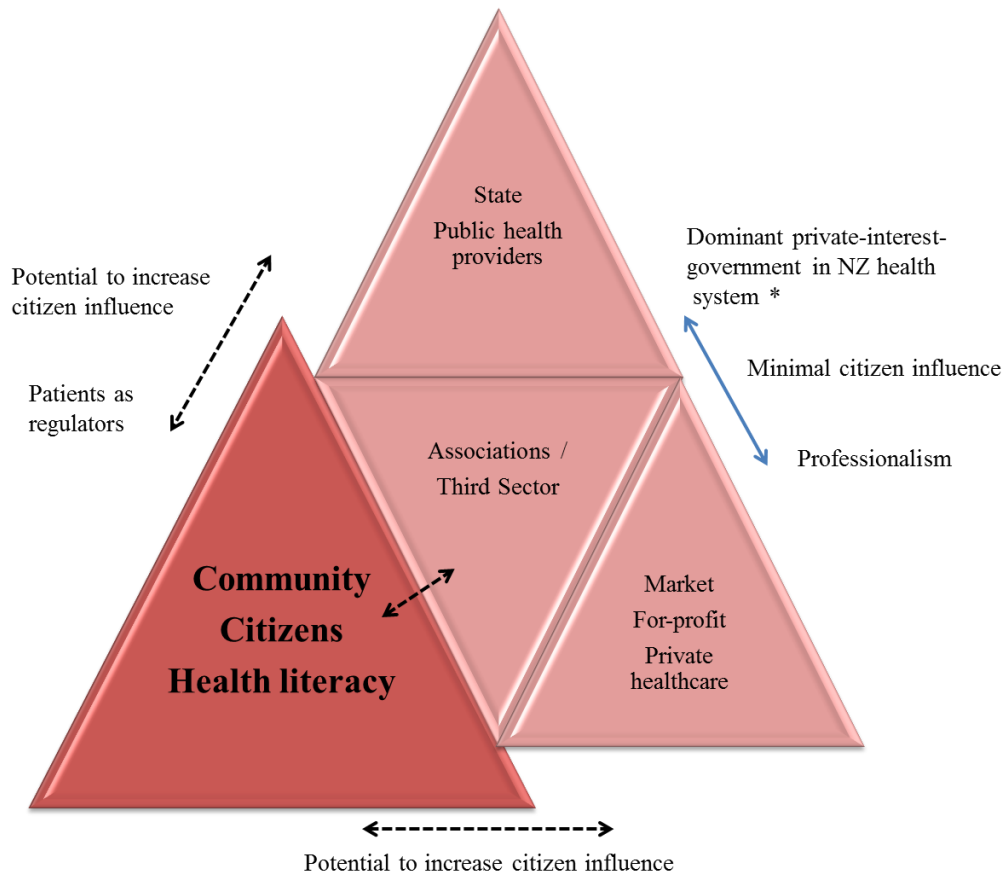 State
Public health
providers
Dominant private-interest-
government in NZ health
system *
Potential to increase
citizen influence
Minimal citizen influence
Patients as
regulators
Professionalism
Associations /
Third Sector
Community
Citizens
Health literacy
Market
For-profit
Private
healthcare
Potential to increase citizen influence